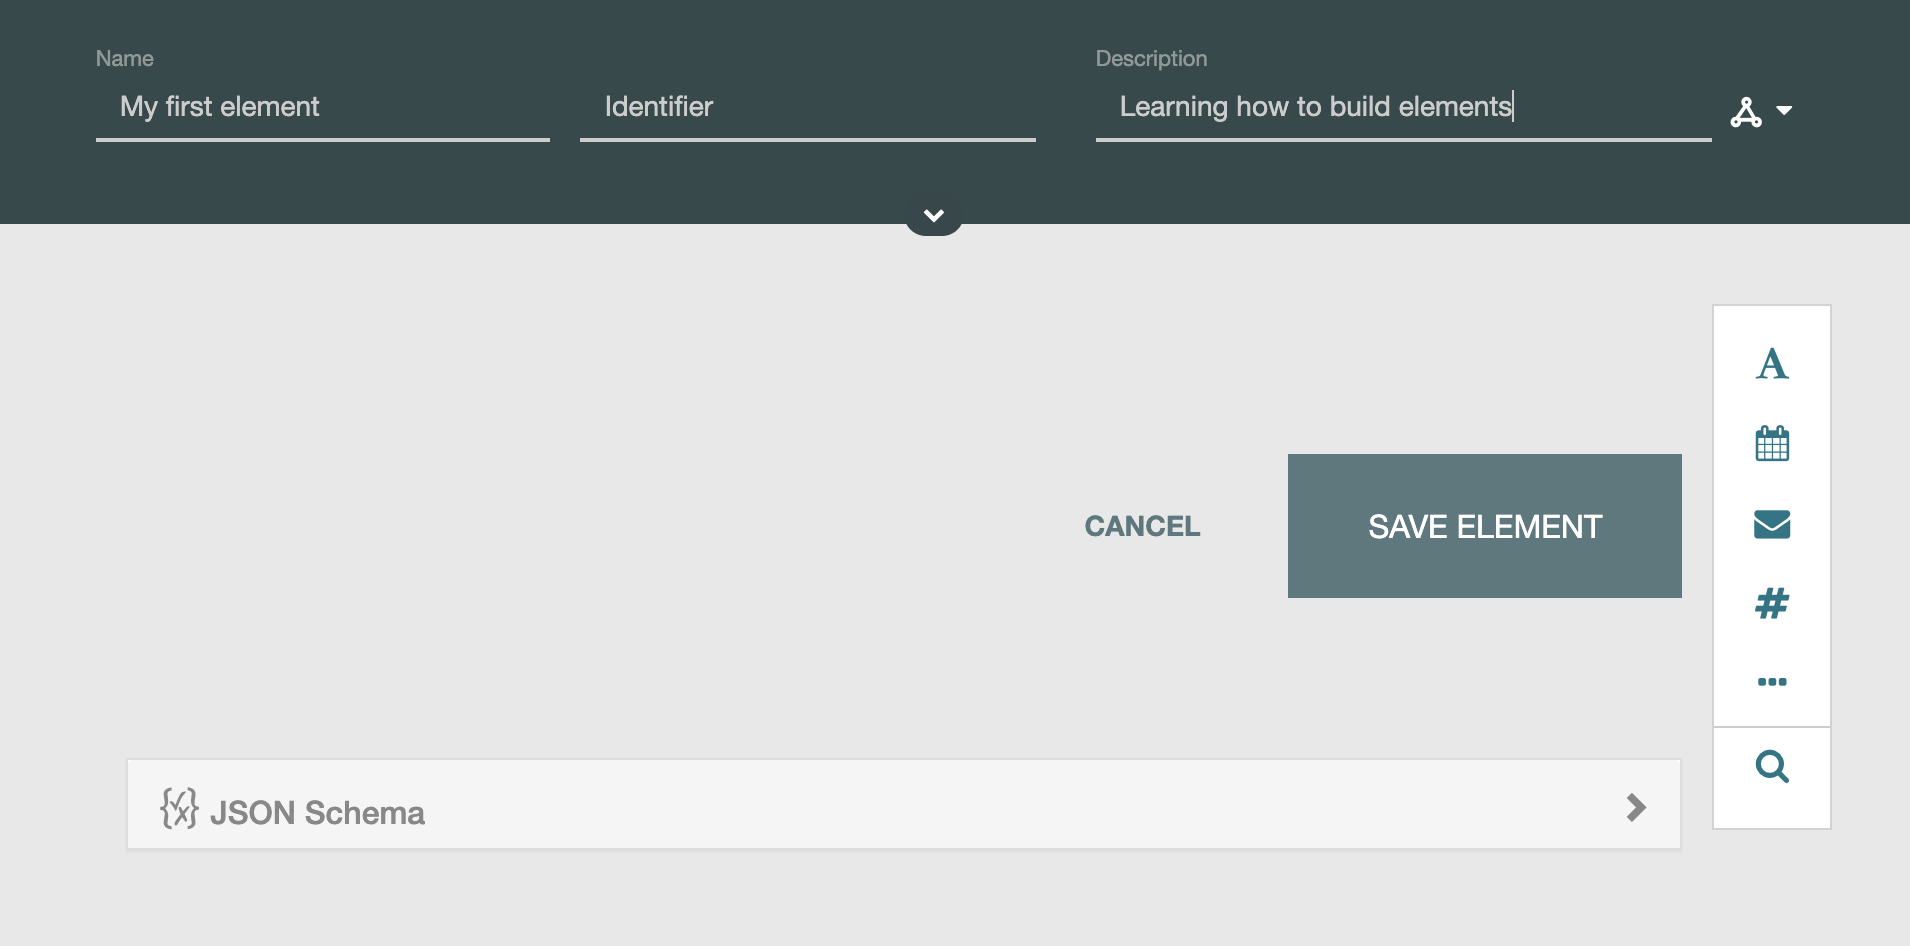 Name
My first element
Identifier
Description
Learning how to build elements
CANCEL
SAVE ELEMENT
JSON Schema